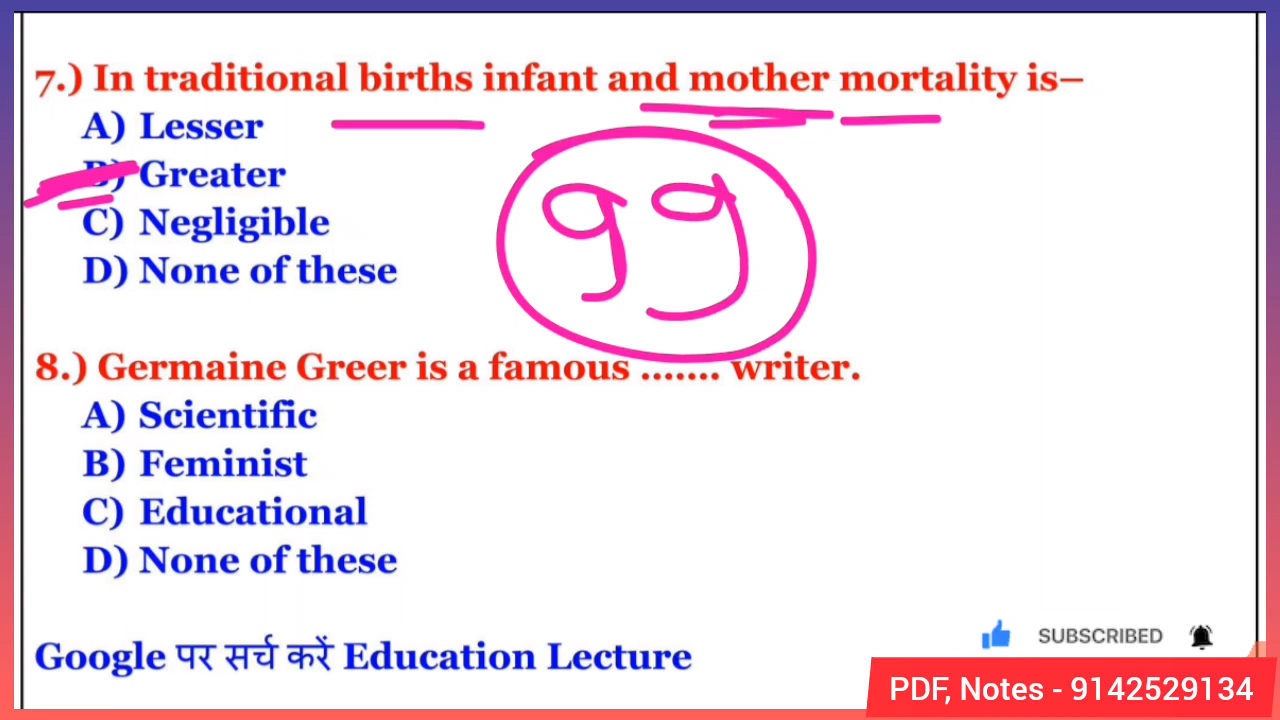 7.) In traditional births infant and mother mortality is–
A) Lesser
B) Greater
99
C) Negligible
D) None of these
8.) Germaine Greer is a famous ....... writer.
A) Scientific
B) Feminist
C) Educational
D) None of these
Google पर सर्च करें Education Lecture
SUBSCRIBED
PDF, Notes - 9142529134